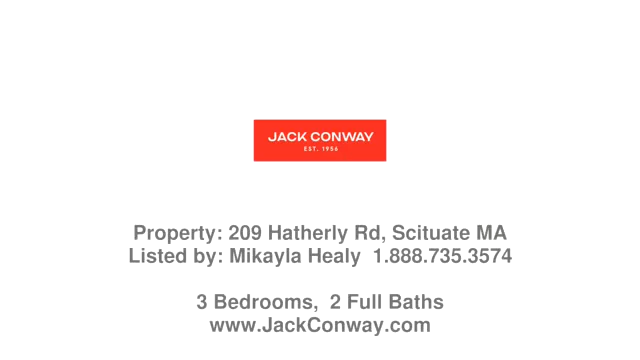 JACK CONWAY
EST. 1956
Property: 209 Hatherly Rd, Scituate MA
Listed by: Mikayla Healy  1.888.735.3574
3 Bedrooms,  2 Full Baths
www.JackConway.com